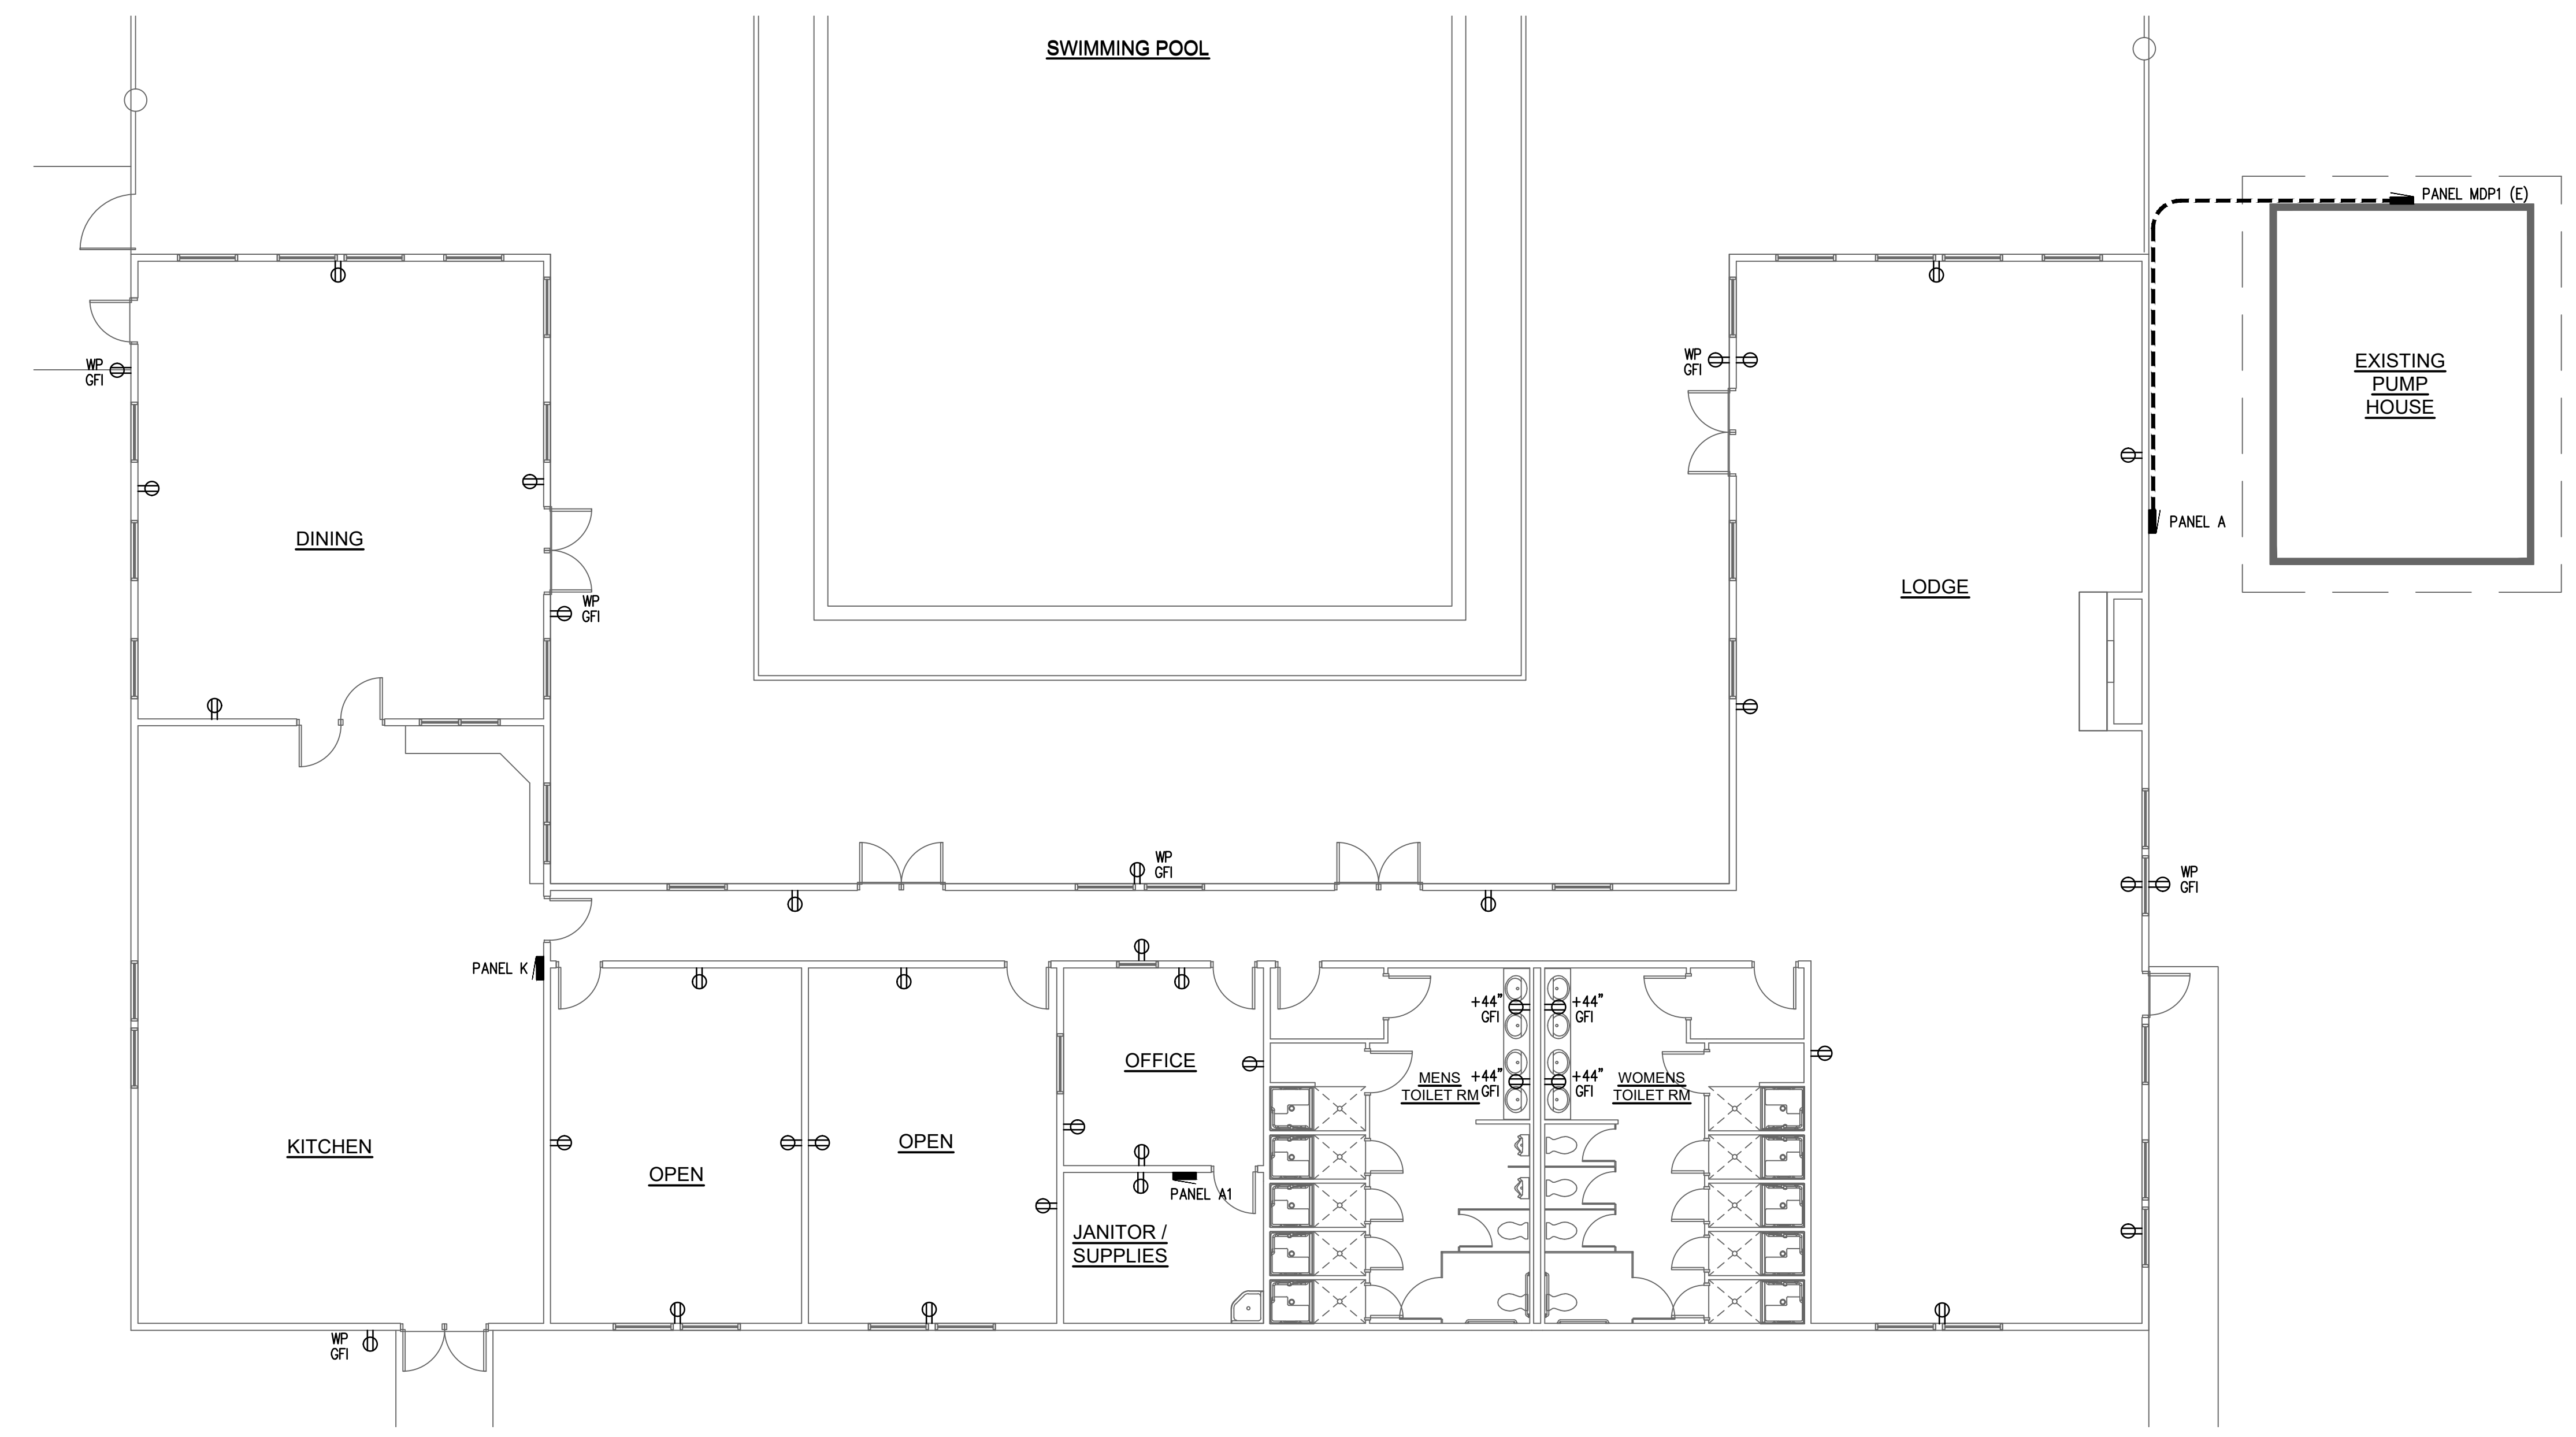 SWIMMING POOL
PANEL MDP1 (E)
WP
GFI
WP
GFI
EXISTING
PUMP
HOUSE
PANEL A
DINING
LODGE
WP
GFI
WP
GFI
WP
GFI
PANEL K
+44"
GFI
+44"
GFI
OFFICE
MENS
TOILET RM
+44"
GFI
+44"
GFI
WOMENS
TOILET RM
KITCHEN
OPEN
OPEN
PANEL A1
JANITOR /
SUPPLIES
WP
GFI